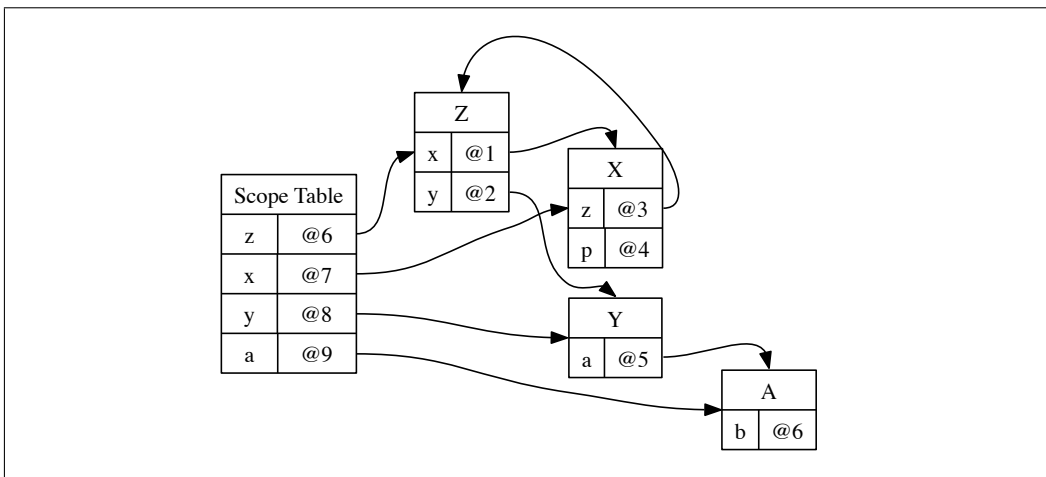 Scope Table
z @6
x @7
y @8
a @9
Z
x @1
y @2
X
z @3
p @4
Y
a @5
A
b @6